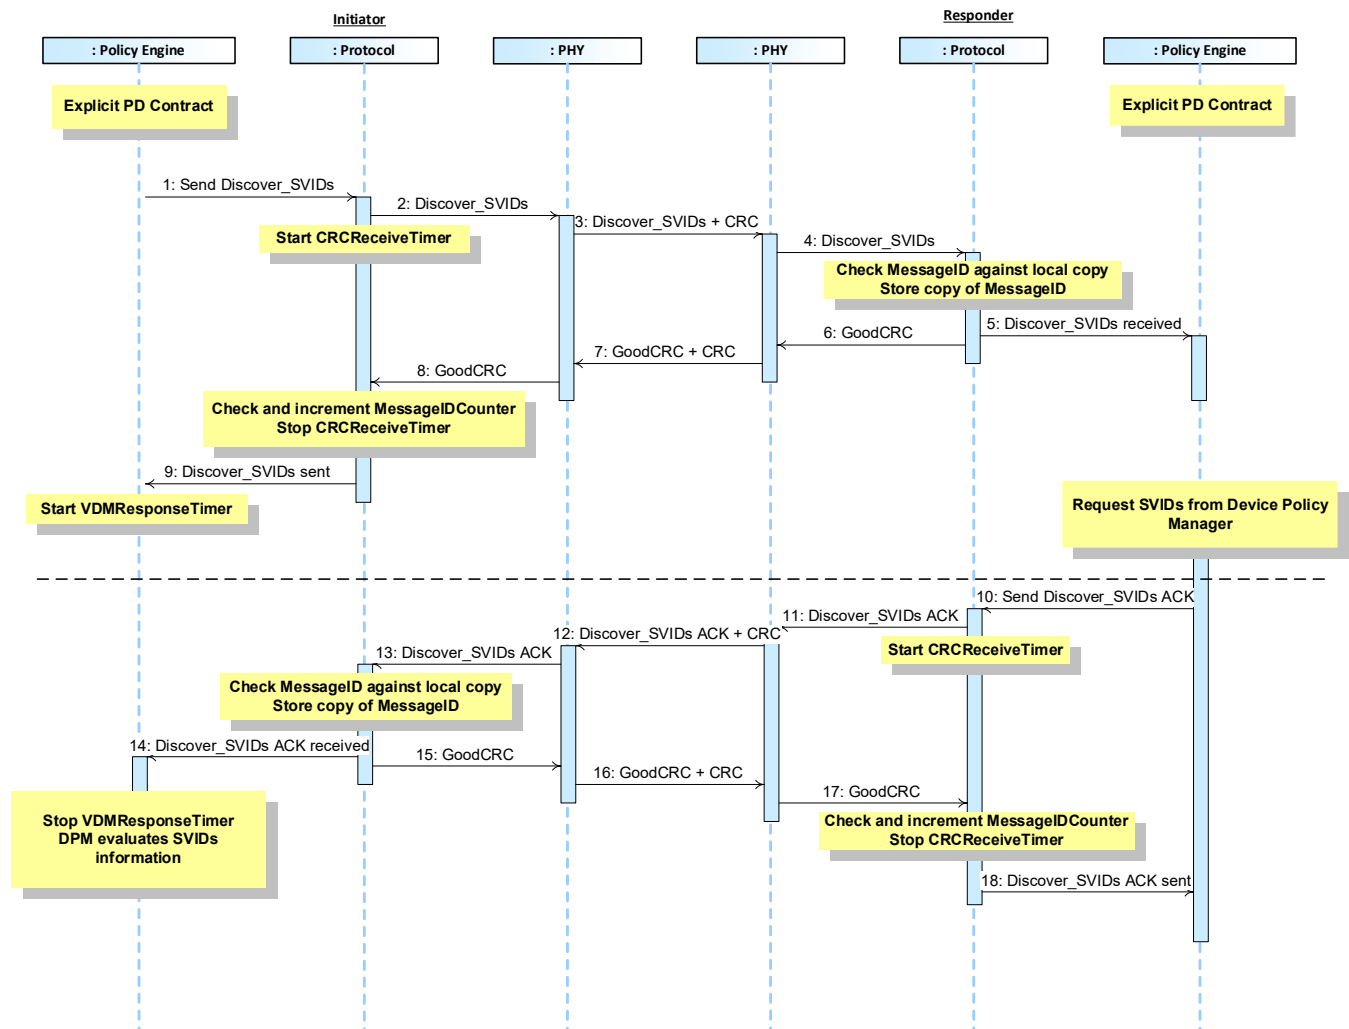 Initiator
Responder
: Policy Engine
: Protocol
: PHY
: PHY
: Protocol
: Policy Engine
Explicit PD Contract
Explicit PD Contract
1: Send Discover_SVIDs
2: Discover_SVIDs
3: Discover_SVIDs + CRC
Start CRCReceiveTimer
4: Discover_SVIDs
Check MessageID against local copy
Store copy of MessageID
5: Discover_SVIDs received
6: GoodCRC
7: GoodCRC + CRC
8: GoodCRC
Check and increment MessageIDCounter
Stop CRCReceiveTimer
9: Discover_SVIDs sent
Start VDMResponseTimer
Request SVIDs from Device Policy
Manager
10: Send Discover_SVIDs ACK
11: Discover_SVIDs ACK
12: Discover_SVIDs ACK + CRC
Start CRCReceiveTimer
13: Discover_SVIDs ACK
Check MessageID against local copy
Store copy of MessageID
14: Discover_SVIDs ACK received
15: GoodCRC
16: GoodCRC + CRC
17: GoodCRC
Stop VDMResponseTimer
DPM evaluates SVIDs
information
Check and increment MessageIDCounter
Stop CRCReceiveTimer
18: Discover_SVIDs ACK sent